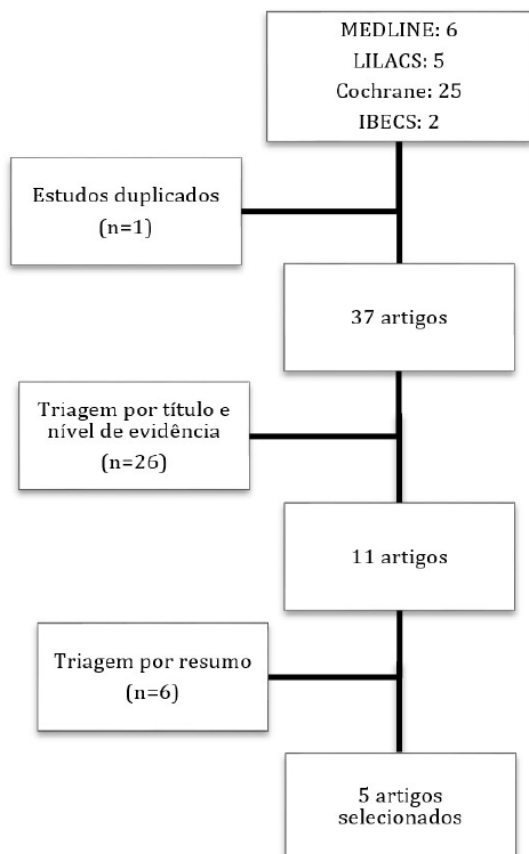 MEDLINE: 6
LILACS: 5
Cochrane: 25
IBECS: 2
Estudos duplicados
(n=1)
37 artigos
Triagem por título e
nível de evidência
(n=26)
11 artigos
Triagem por resumo
(n=6)
5 artigos
selecionados